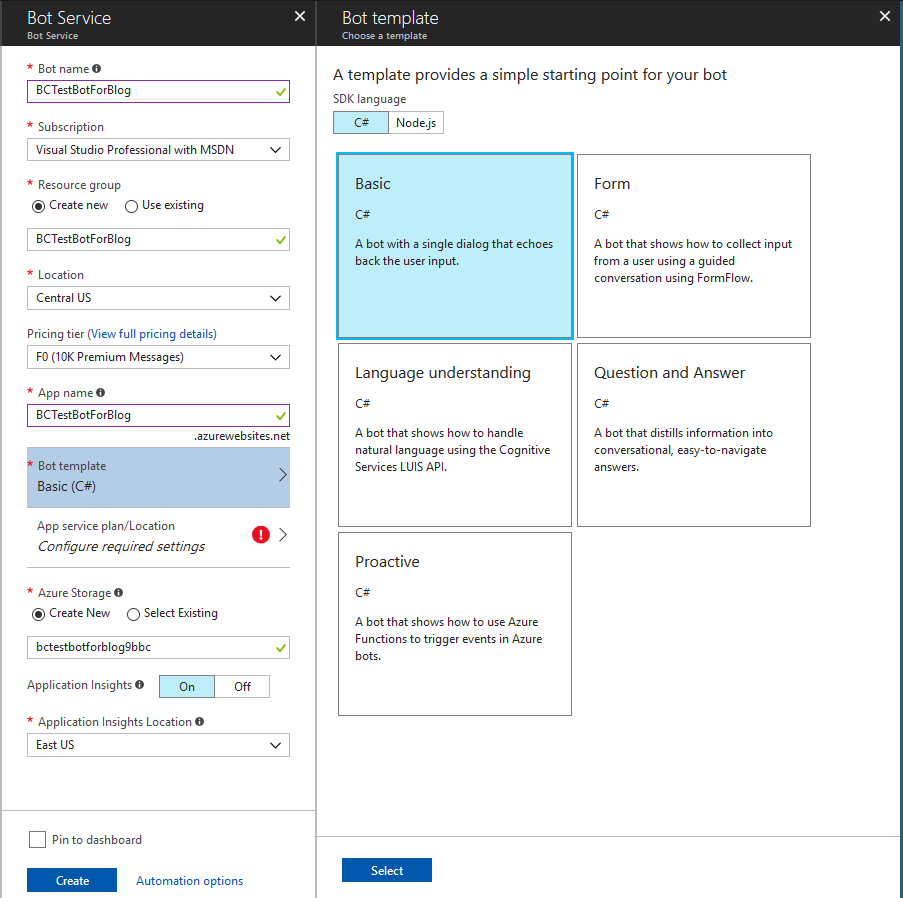 Bot Service
Bot Service
* Bot name
BCTestBotForBlog
* Subscription
Visual Studio Professional with MSDN
* Resource group
Create new Use existing
BCTestBotForBlog
* Location
Central US
Pricing tier (View full pricing details)
F0 (10K Premium Messages)
* App name
BCTestBotForBlog
.azurewebsites.net
* Bot template
Basic (C#)
App service plan/Location
Configure required settings
* Azure Storage
Create New Select Existing
bctestbotforblog9bbc
Application Insights On Off
* Application Insights Location
East US
Pin to dashboard
Create Automation options
Bot template
Choose a template
A template provides a simple starting point for your bot
SDK language
C# Node.js
Basic
C#
A bot with a single dialog that echoes
back the user input.
Form
C#
A bot that shows how to collect input
from a user using a guided
conversation using FormFlow.
Language understanding
C#
A bot that shows how to handle
natural language using the Cognitive
Services LUIS API.
Question and Answer
C#
A bot that distills information into
conversational, easy-to-navigate
answers.
Proactive
C#
A bot that shows how to use Azure
Functions to trigger events in Azure
bots.
Select